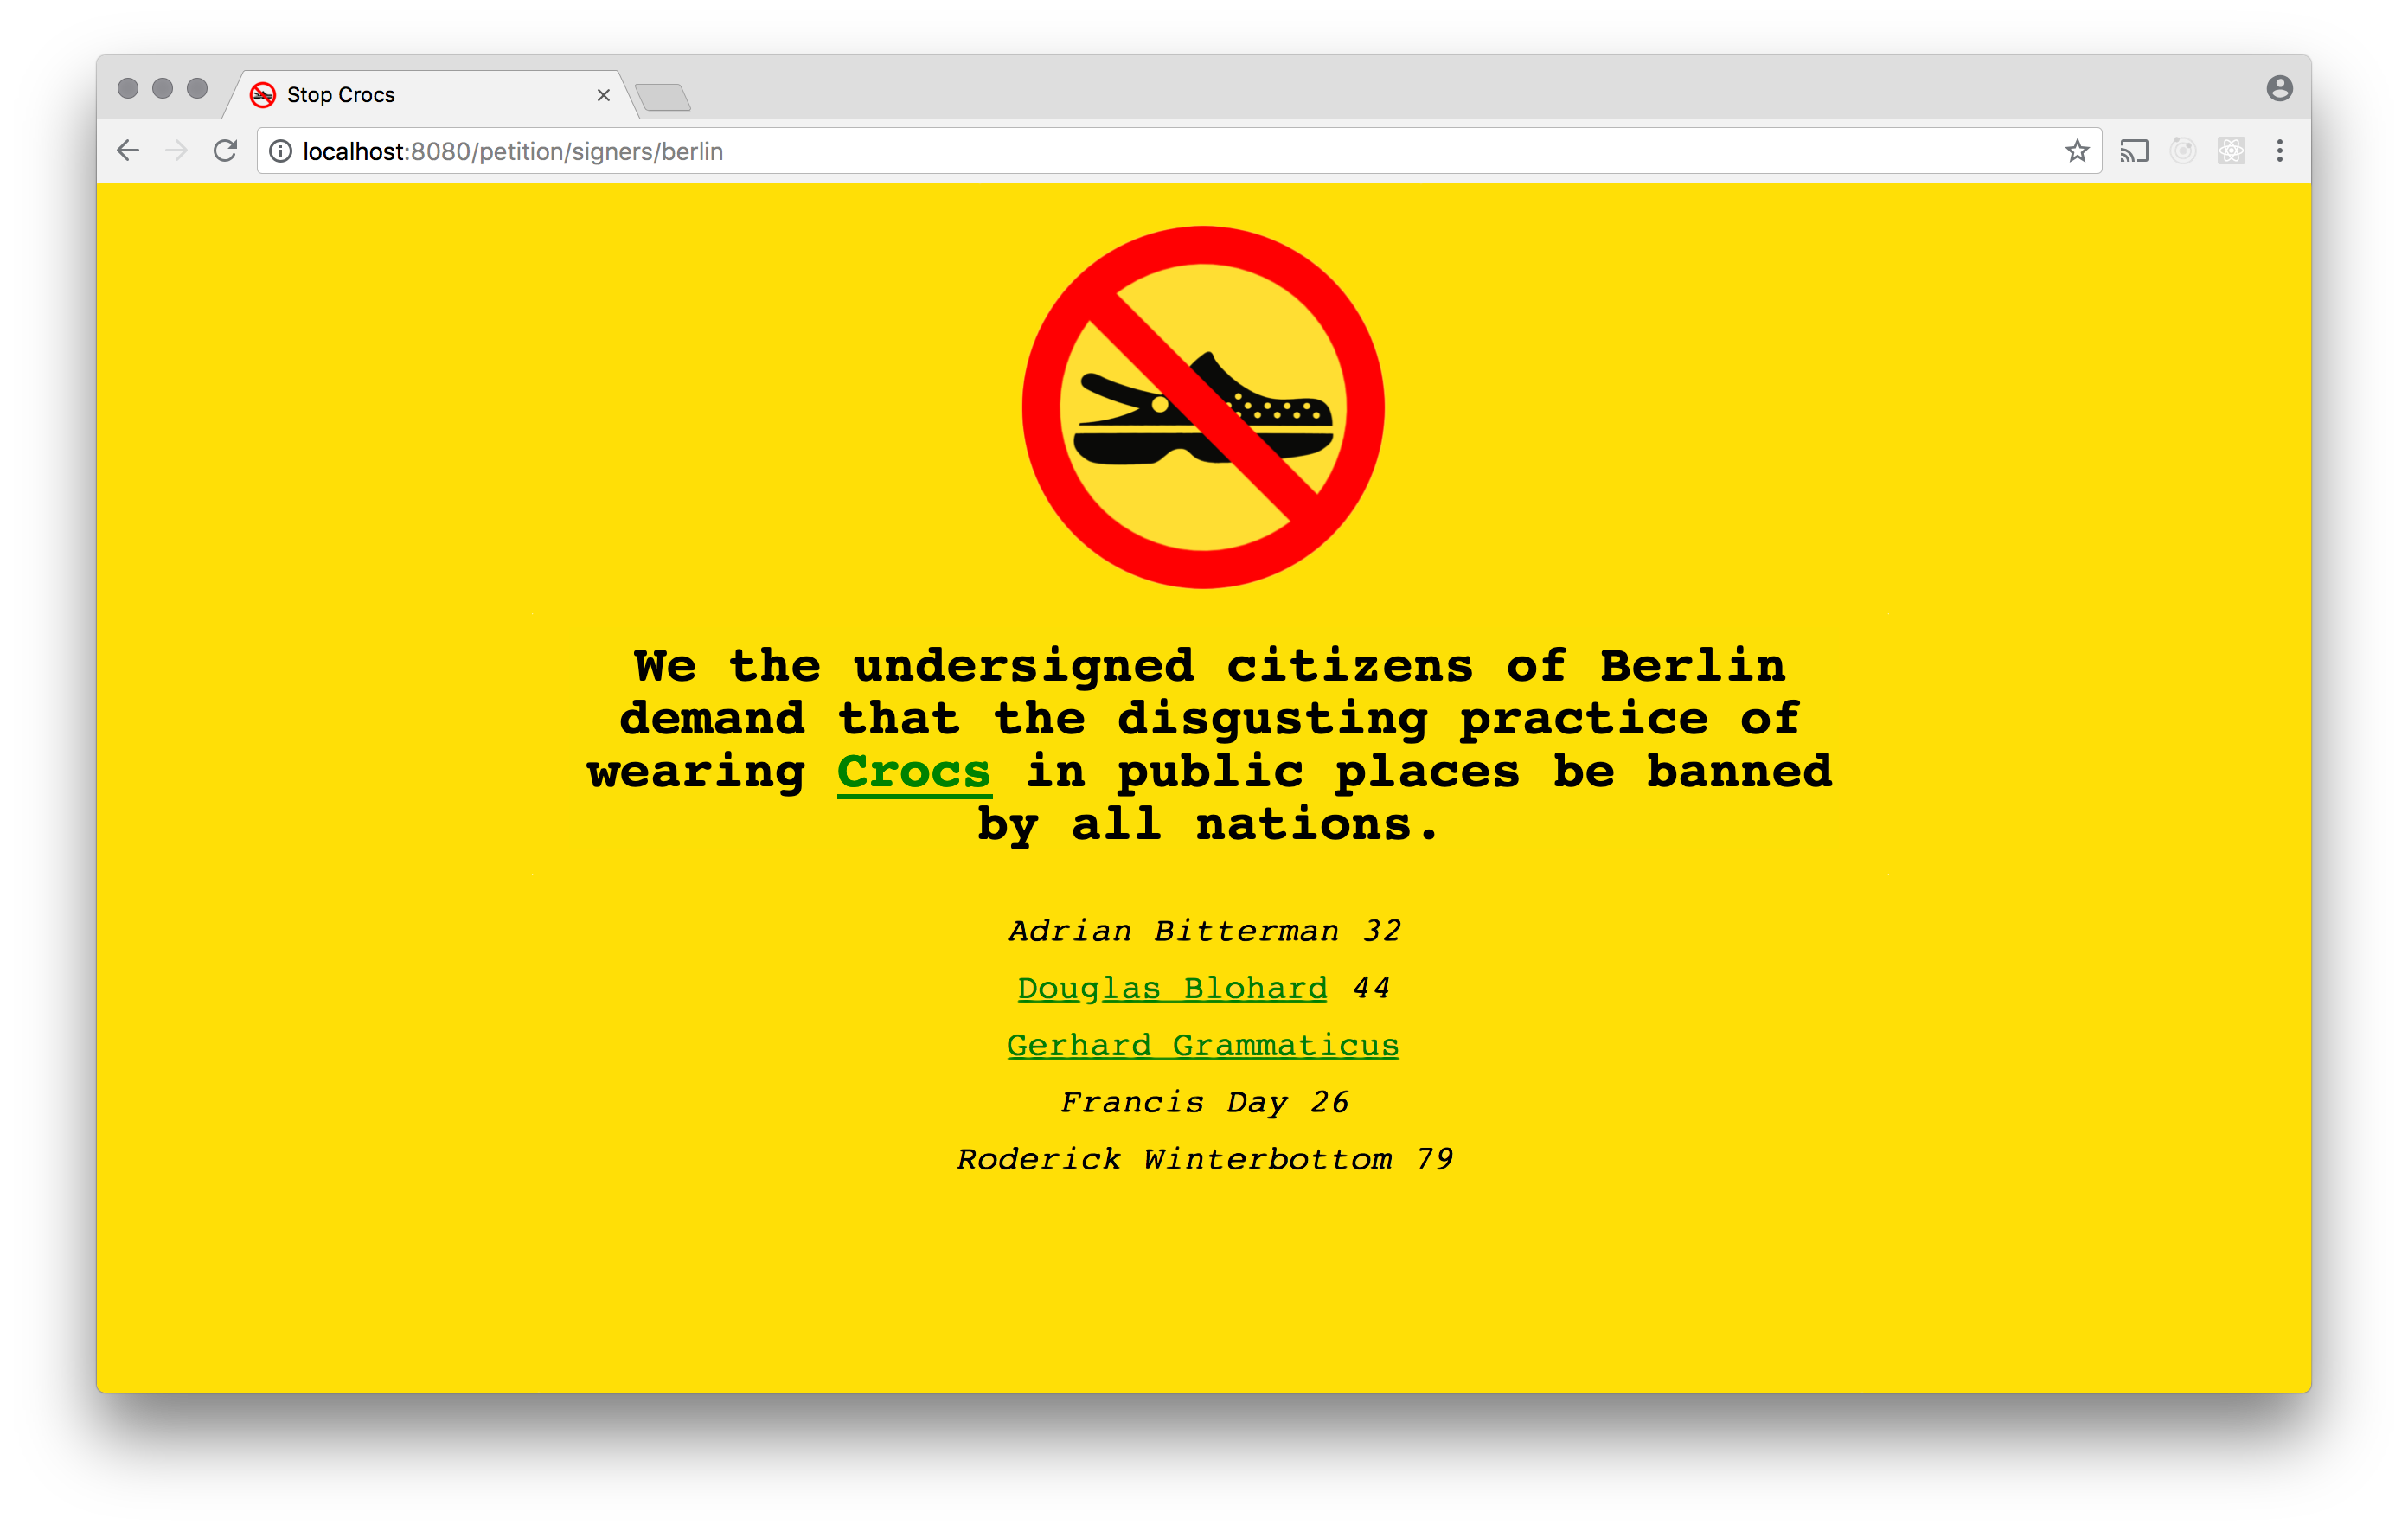 Stop Crocs
localhost:8080/petition/signers/berlin
We the undersigned citizens of Berlin
demand that the disgusting practice of
wearing Crocs in public places be banned
by all nations.
Adrian Bitterman 32
Douglas Blohard 44
Gerhard Grammaticus
Francis Day 26
Roderick Winterbottom 79